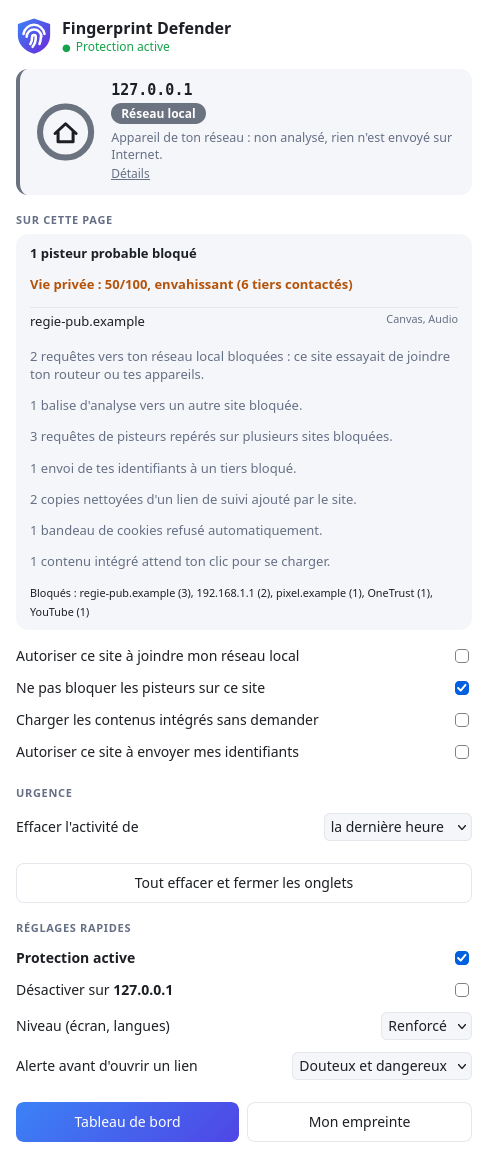 Fingerprint Defender
● Protection active
127.0.0.1
Réseau local
Appareil de ton réseau : non analysé, rien n'est envoyé sur
Internet.
Détails
SUR CETTE PAGE
1 pisteur probable bloqué
Vie privée : 50/100, envahissant (6 tiers contactés)
regie-pub.example Canvas, Audio
2 requêtes vers ton réseau local bloquées : ce site essayait de joindre
ton routeur ou tes appareils.
1 balise d'analyse vers un autre site bloquée.
3 requêtes de pisteurs repérés sur plusieurs sites bloquées.
1 envoi de tes identifiants à un tiers bloqué.
2 copies nettoyées d'un lien de suivi ajouté par le site.
1 bandeau de cookies refusé automatiquement.
1 contenu intégré attend ton clic pour se charger.
Bloqués : regie-pub.example (3), 192.168.1.1 (2), pixel.example (1), OneTrust (1),
YouTube (1)
Autoriser ce site à joindre mon réseau local
Ne pas bloquer les pisteurs sur ce site
Charger les contenus intégrés sans demander
Autoriser ce site à envoyer mes identifiants
URGENCE
Effacer l'activité de la dernière heure
Tout effacer et fermer les onglets
RÉGLAGES RAPIDES
Protection active
Désactiver sur 127.0.0.1
Niveau (écran, langues) Renforcé
Alerte avant d'ouvrir un lien Douteux et dangereux
Tableau de bord Mon empreinte